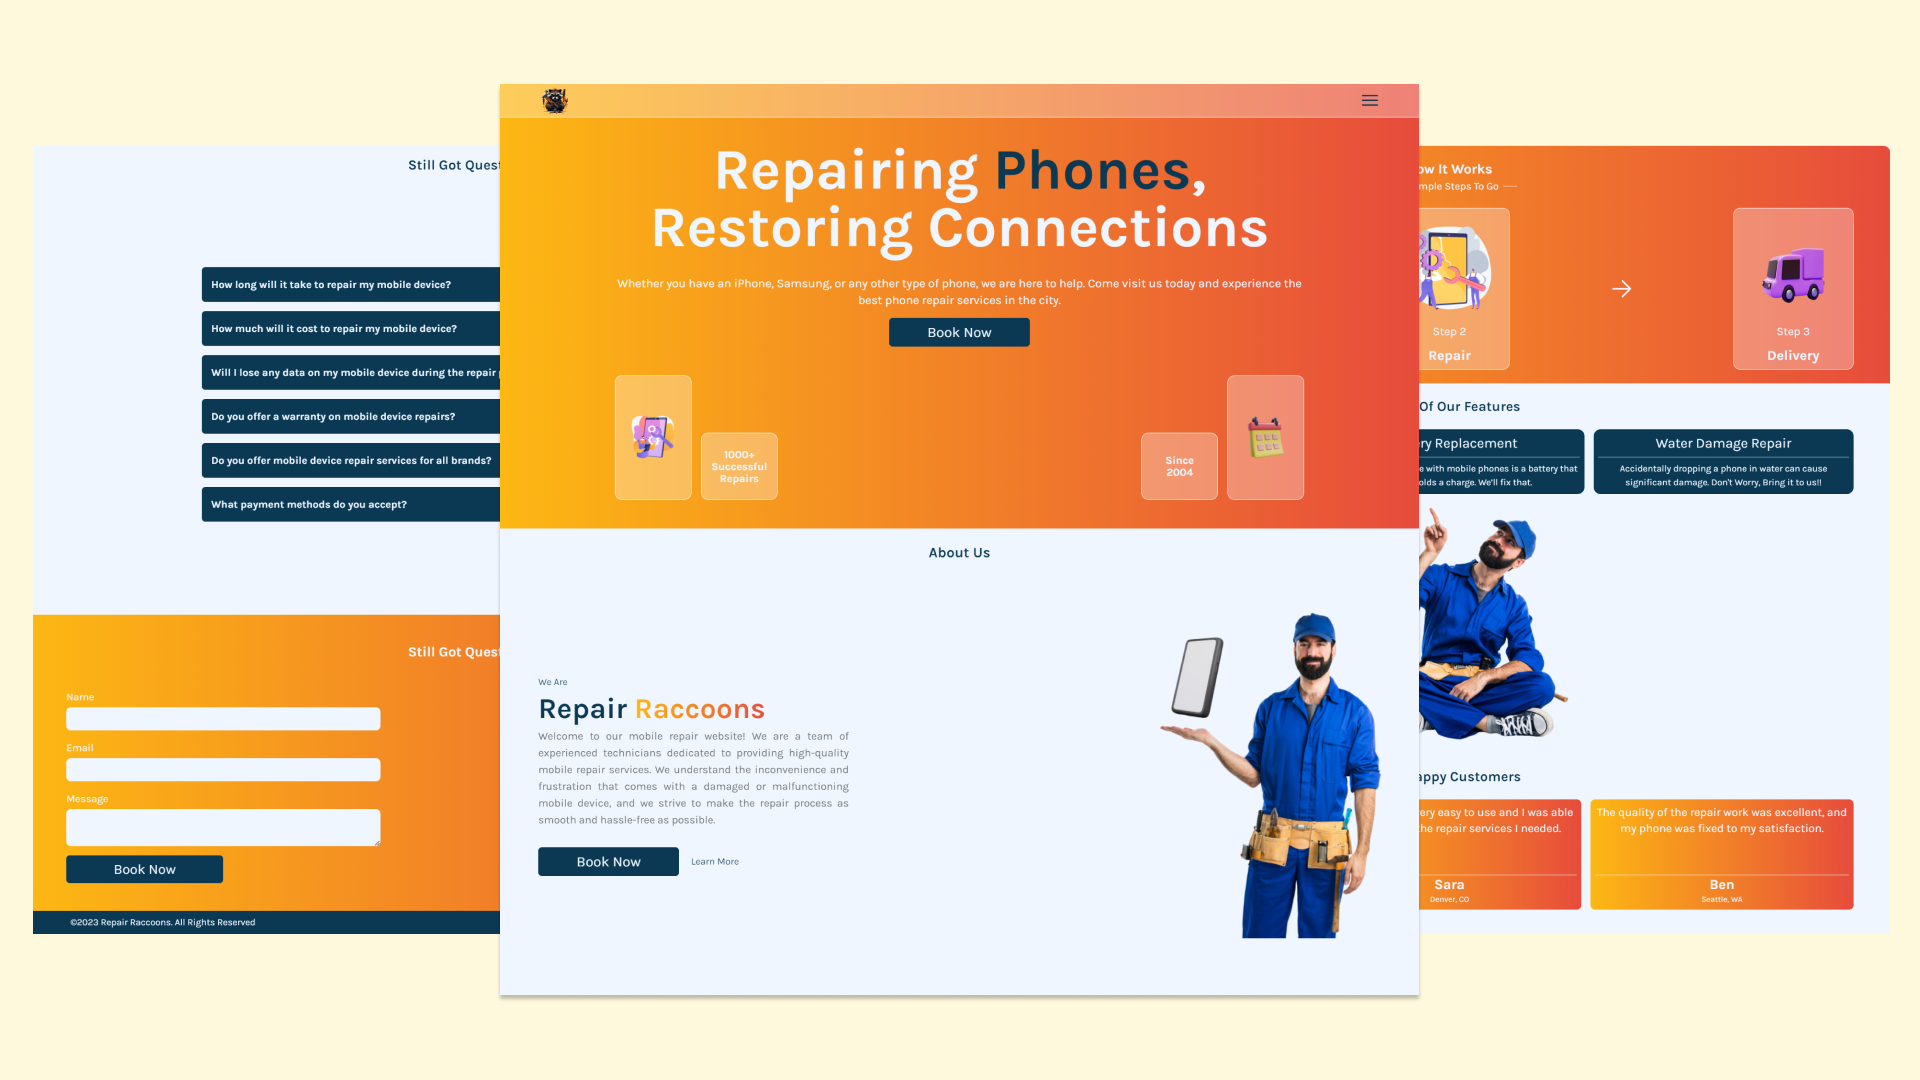 Still Got Quest
How long will it take to repair my mobile device?
How much will it cost to repair my mobile device?
Will I lose any data on my mobile device during the repair
Do you offer a warranty on mobile device repairs?
Do you offer mobile device repair services for all brands?
What payment methods do you accept?
Still Got Quest
Name
Email
Message
Book Now
©2023 Repair Raccoons. All Rights Reserved
Repairing Phones,
Restoring Connections
Whether you have an iPhone, Samsung, or any other type of phone, we are here to help. Come visit us today and experience the
best phone repair services in the city.
Book Now
1000+
Successful
Repairs
Since
2004
About Us
We Are
Repair Raccoons
Welcome to our mobile repair website! We are a team of
experienced technicians dedicated to providing high-quality
mobile repair services. We understand the inconvenience and
frustration that comes with a damaged or malfunctioning
mobile device, and we strive to make the repair process as
smooth and hassle-free as possible.
Book Now
Learn More
ow It Works
mple Steps To Go
Step 2
Repair
Step 3
Delivery
Of Our Features
ry Replacement
e with mobile phones is a battery that
olds a charge. We'll fix that.
Water Damage Repair
Accidentally dropping a phone in water can cause
significant damage. Don't Worry, Bring it to us!!
appy Customers
ery easy to use and I was able
he repair services I needed.
Sara
Denver, CO
The quality of the repair work was excellent, and
my phone was fixed to my satisfaction.
Ben
Seattle, WA